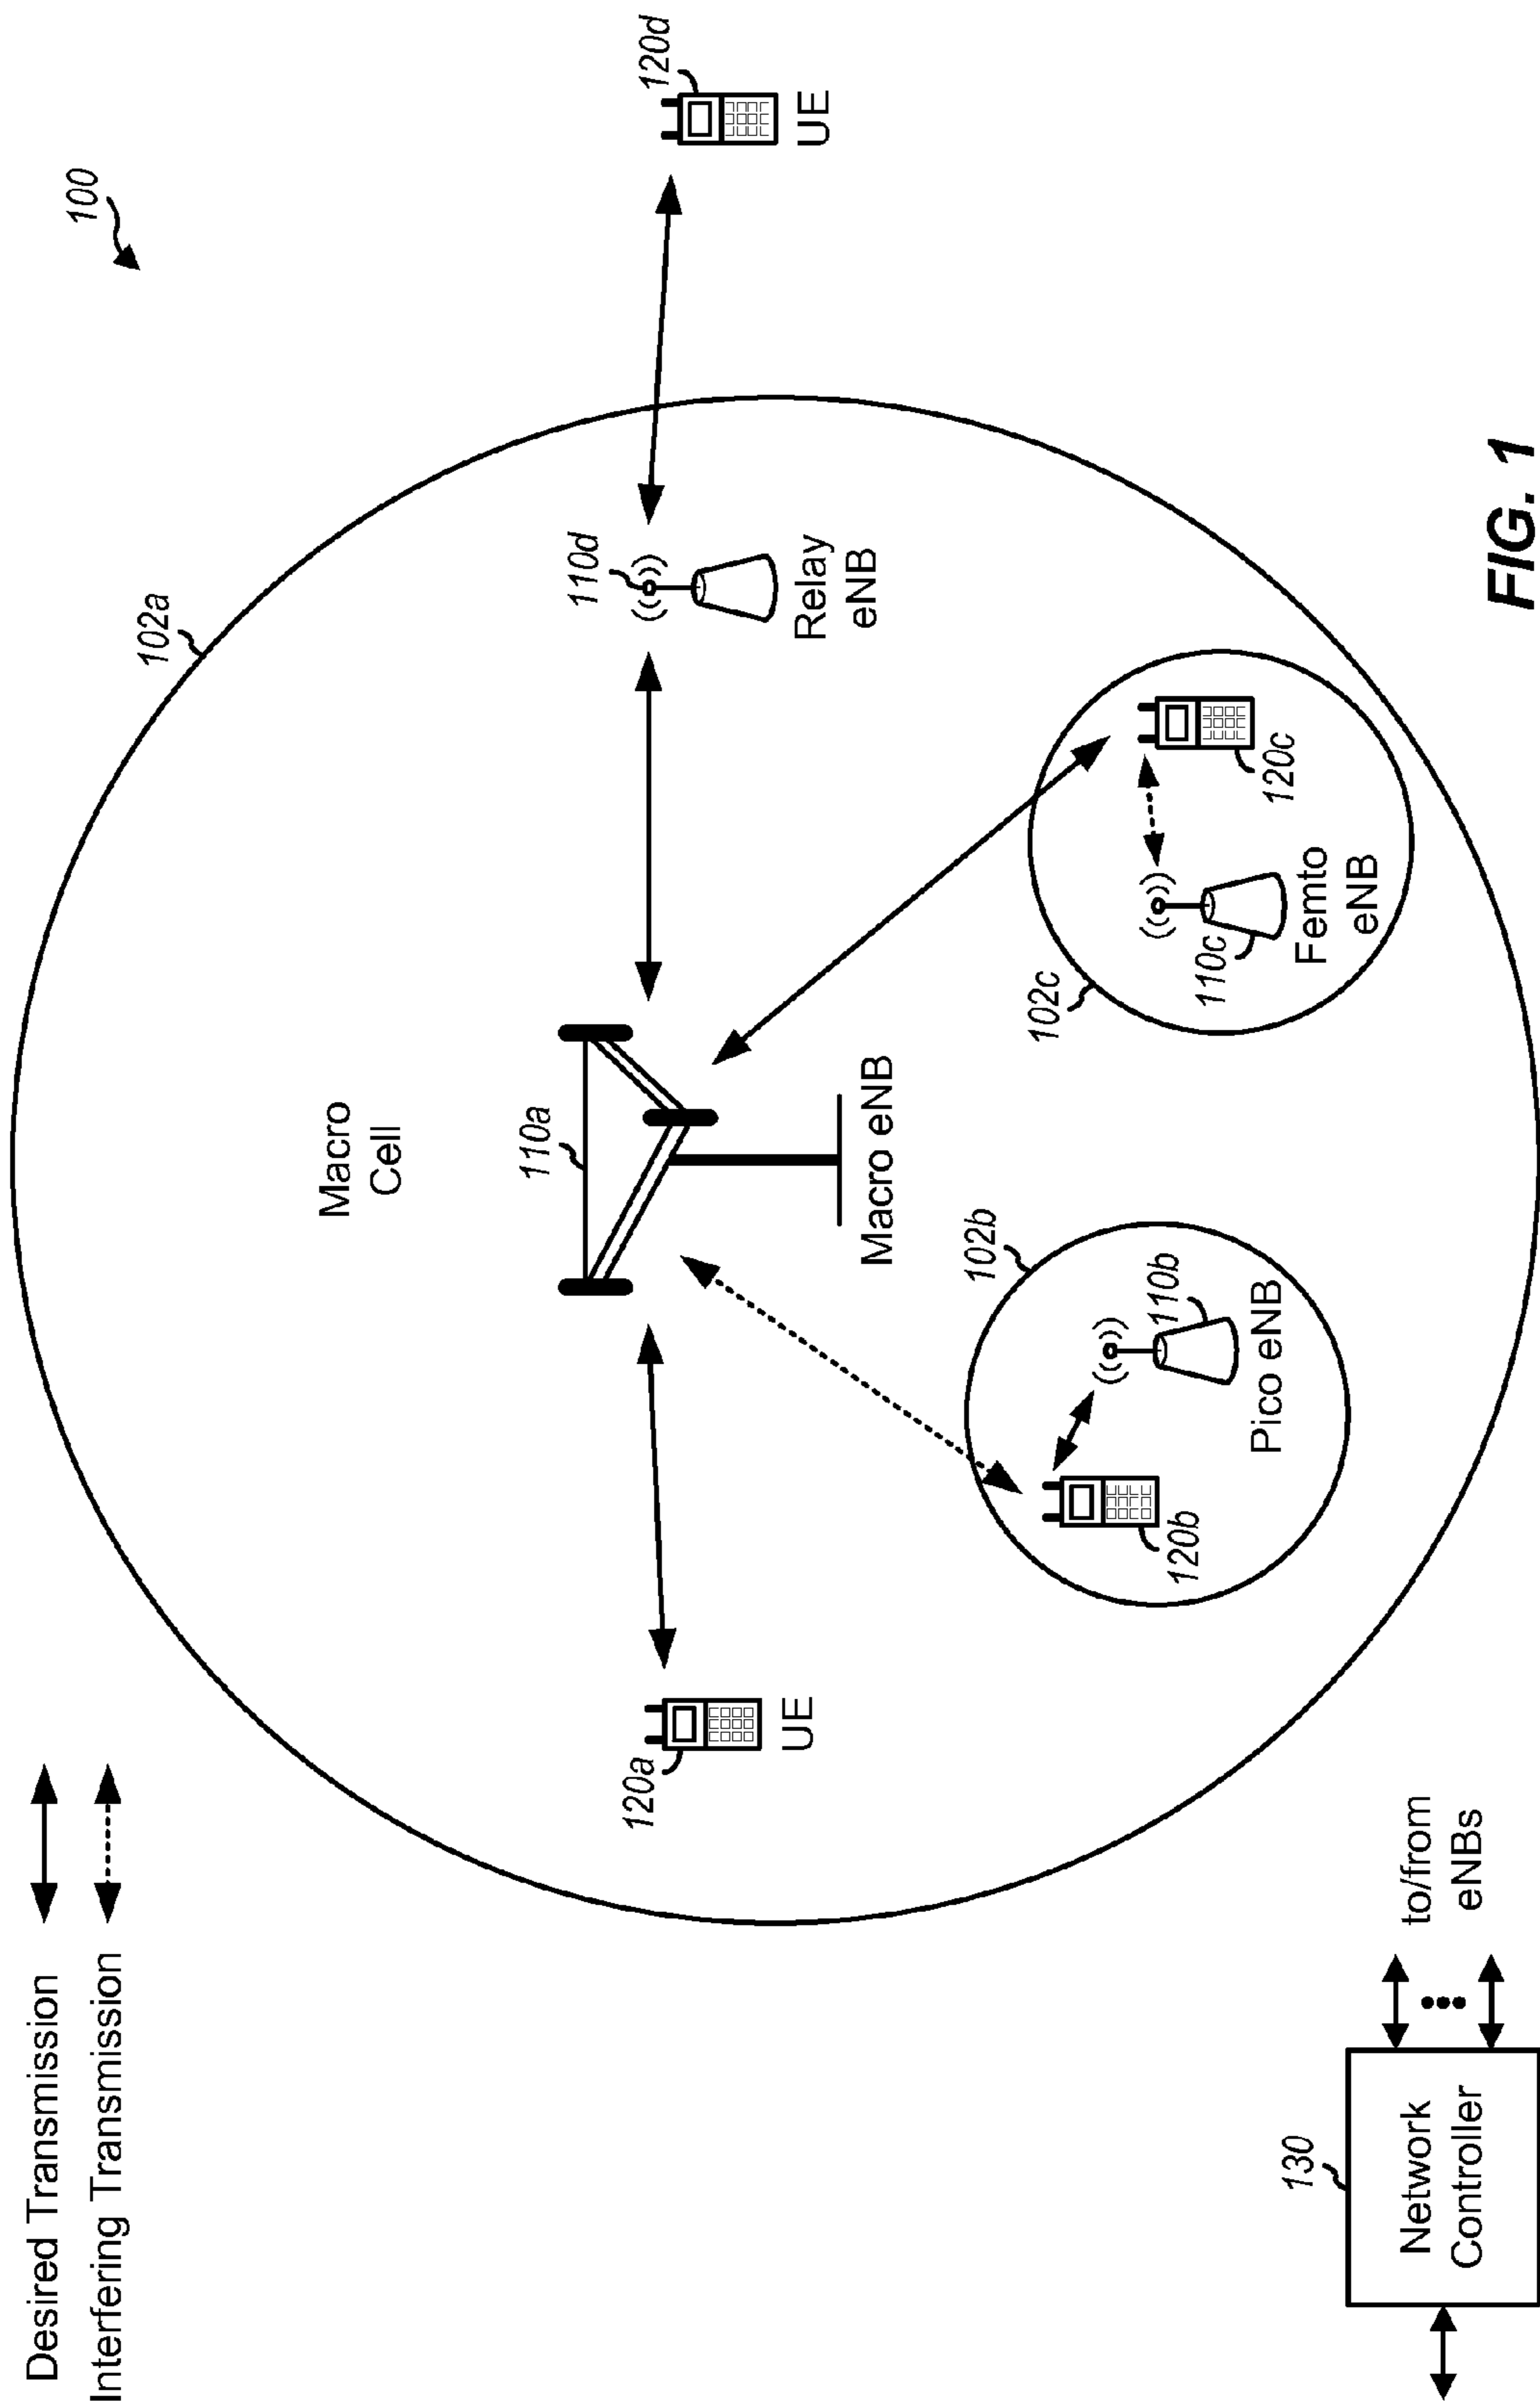 Desired Transmission
Interfering Transmission
100
102a
Macro
Cell
110a
Macro eNB
120a
UE
110d
Relay
eNB
120d
UE
102b
110b
Pico eNB
120b
102c
110c
Femto
eNB
120c
130
Network
Controller
to/from
eNBs
FIG. 1